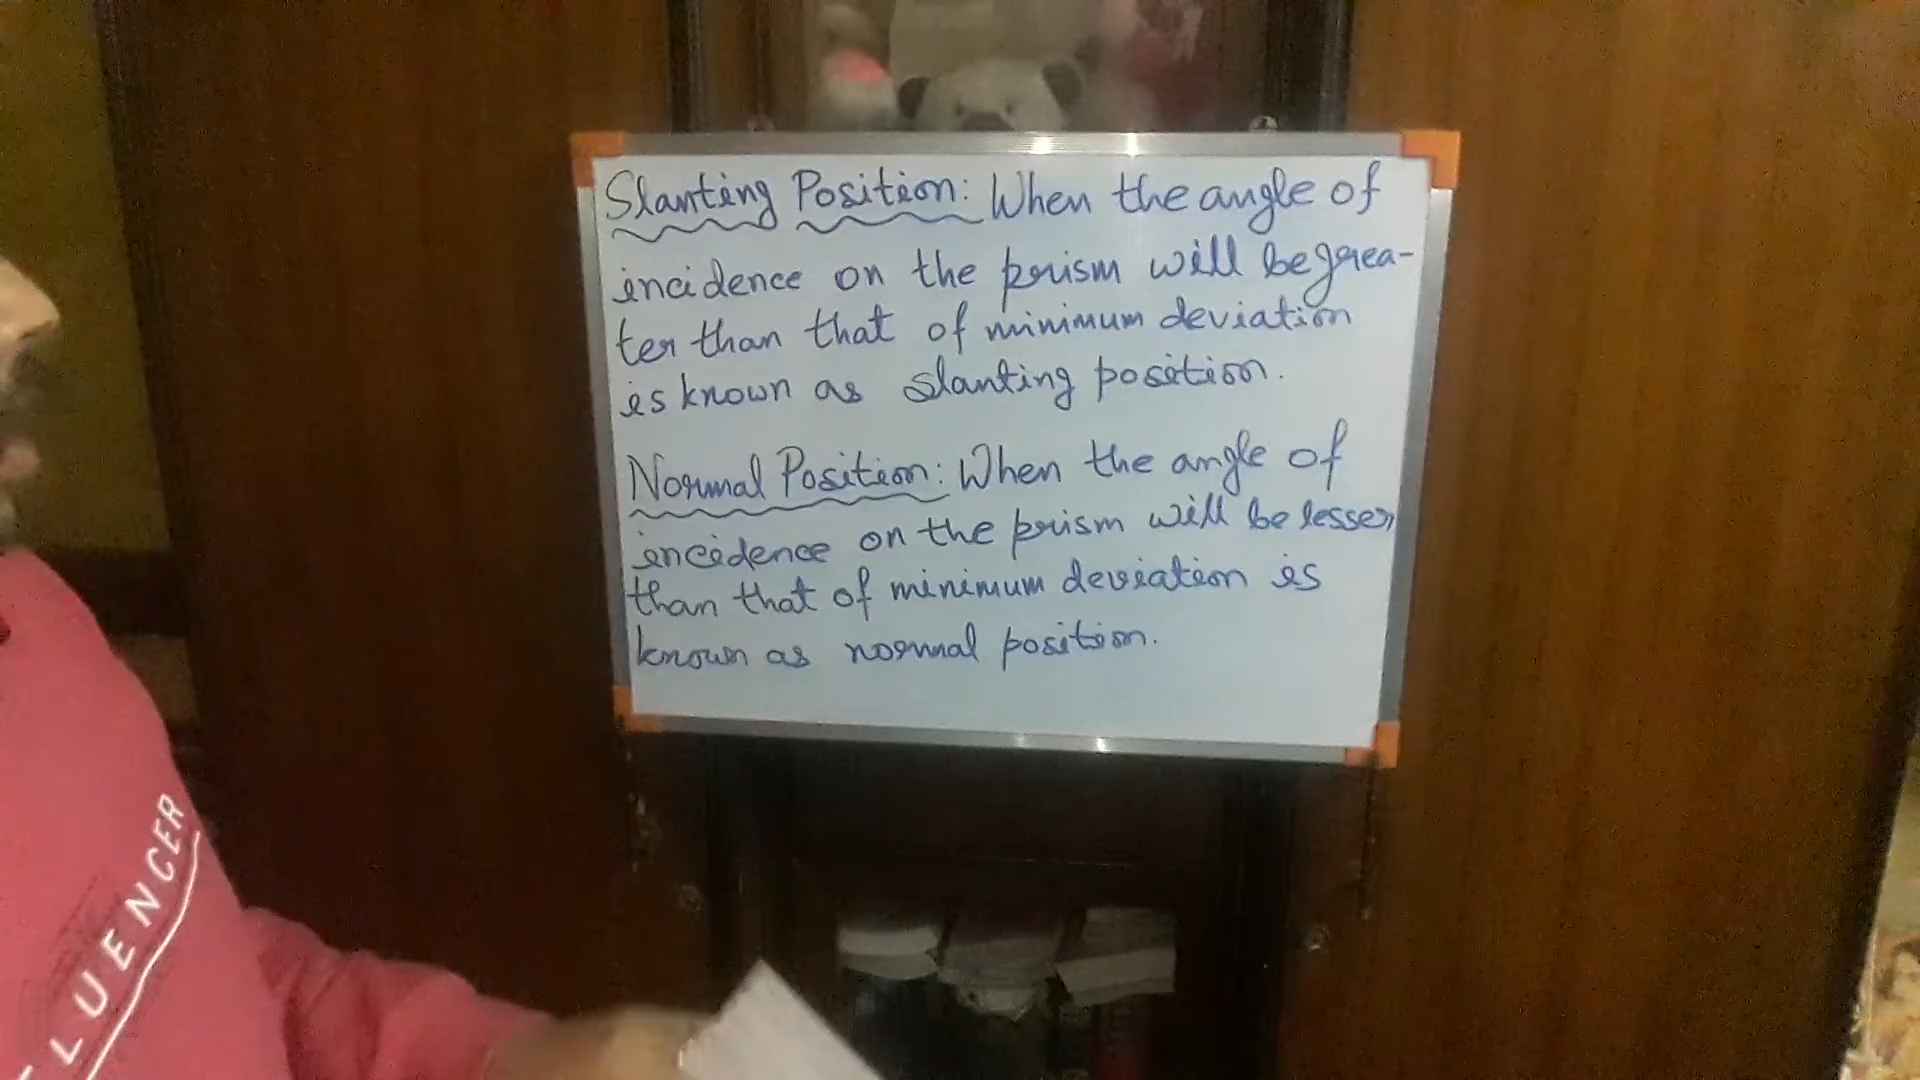 Slanting Position: When the angle of
incidence on the prism will be grea-
ter than that of minimum deviation
is known as slanting position.
Normal Position: When the angle of
incidence on the prism will be lesser
than that of minimum deviation is
known as normal position.
LUENCER